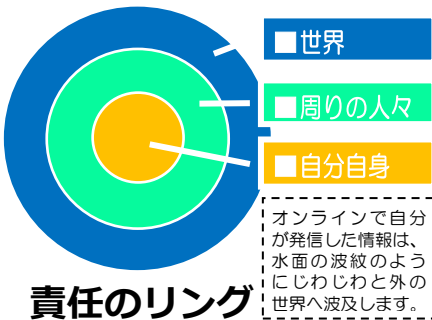 ■世界
■周りの人々
■自分自身
オンラインで自分
が発信した情報は、
水面の波紋のよう
にじわじわと外の
世界へ波及します。
責任のリング